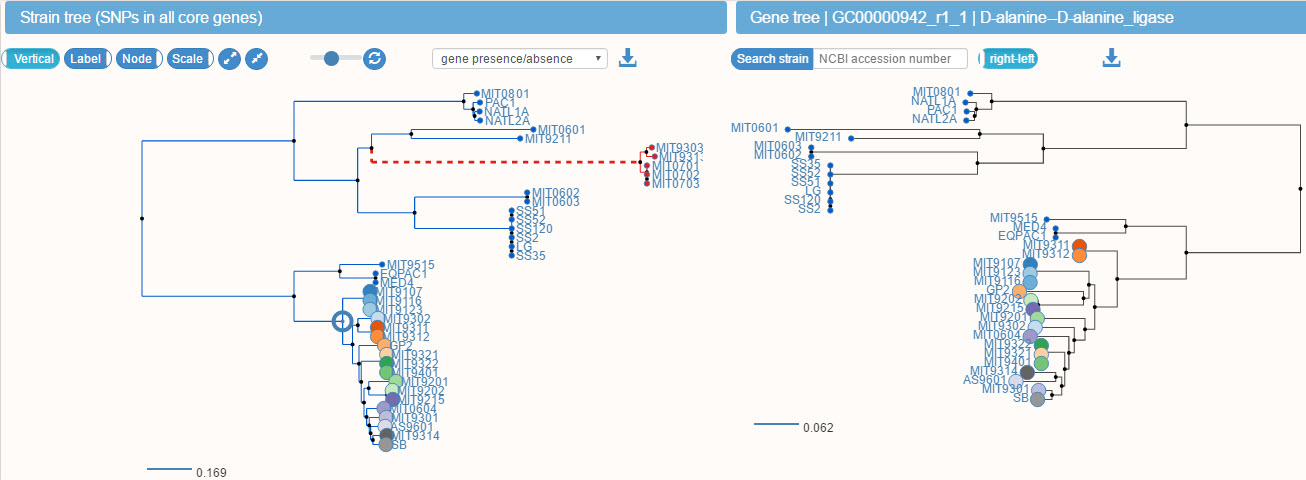 Strain tree (SNPs in all core genes)
Gene tree | GC00000942_r1_1 | D-alanine--D-alanine_ligase
Vertical
Label
Node
Scale
gene presence/absence
Search strain
NCBI accession number
right-left
MIT0801
PAC1
NATL1A
NATL2A
MIT0601
MIT9211
MIT9303
MIT9313
MIT0701
MIT0702
MIT0703
MIT0602
MIT0603
SS51
SS52
SS120
SS2
LG
SS35
MIT9515
EQPAC1
MED4
MIT9107
MIT9116
MIT9123
MIT9302
MIT9311
MIT9312
GP2
MIT9321
MIT9322
MIT9401
MIT9201
MIT9202
MIT9215
MIT0604
MIT9301
AS9601
MIT9314
SB
0.169
MIT0801
NATL1A
PAC1
NATL2A
MIT0601
MIT9211
MIT0603
MIT0602
SS35
SS52
SS51
LG
SS120
SS2
MIT9515
MED4
EQPAC1
MIT9311
MIT9312
MIT9107
MIT9123
MIT9116
GP2
MIT9202
MIT9215
MIT9201
MIT9302
MIT0604
MIT9322
MIT9321
MIT9401
MIT9314
AS9601
MIT9301
SB
0.062